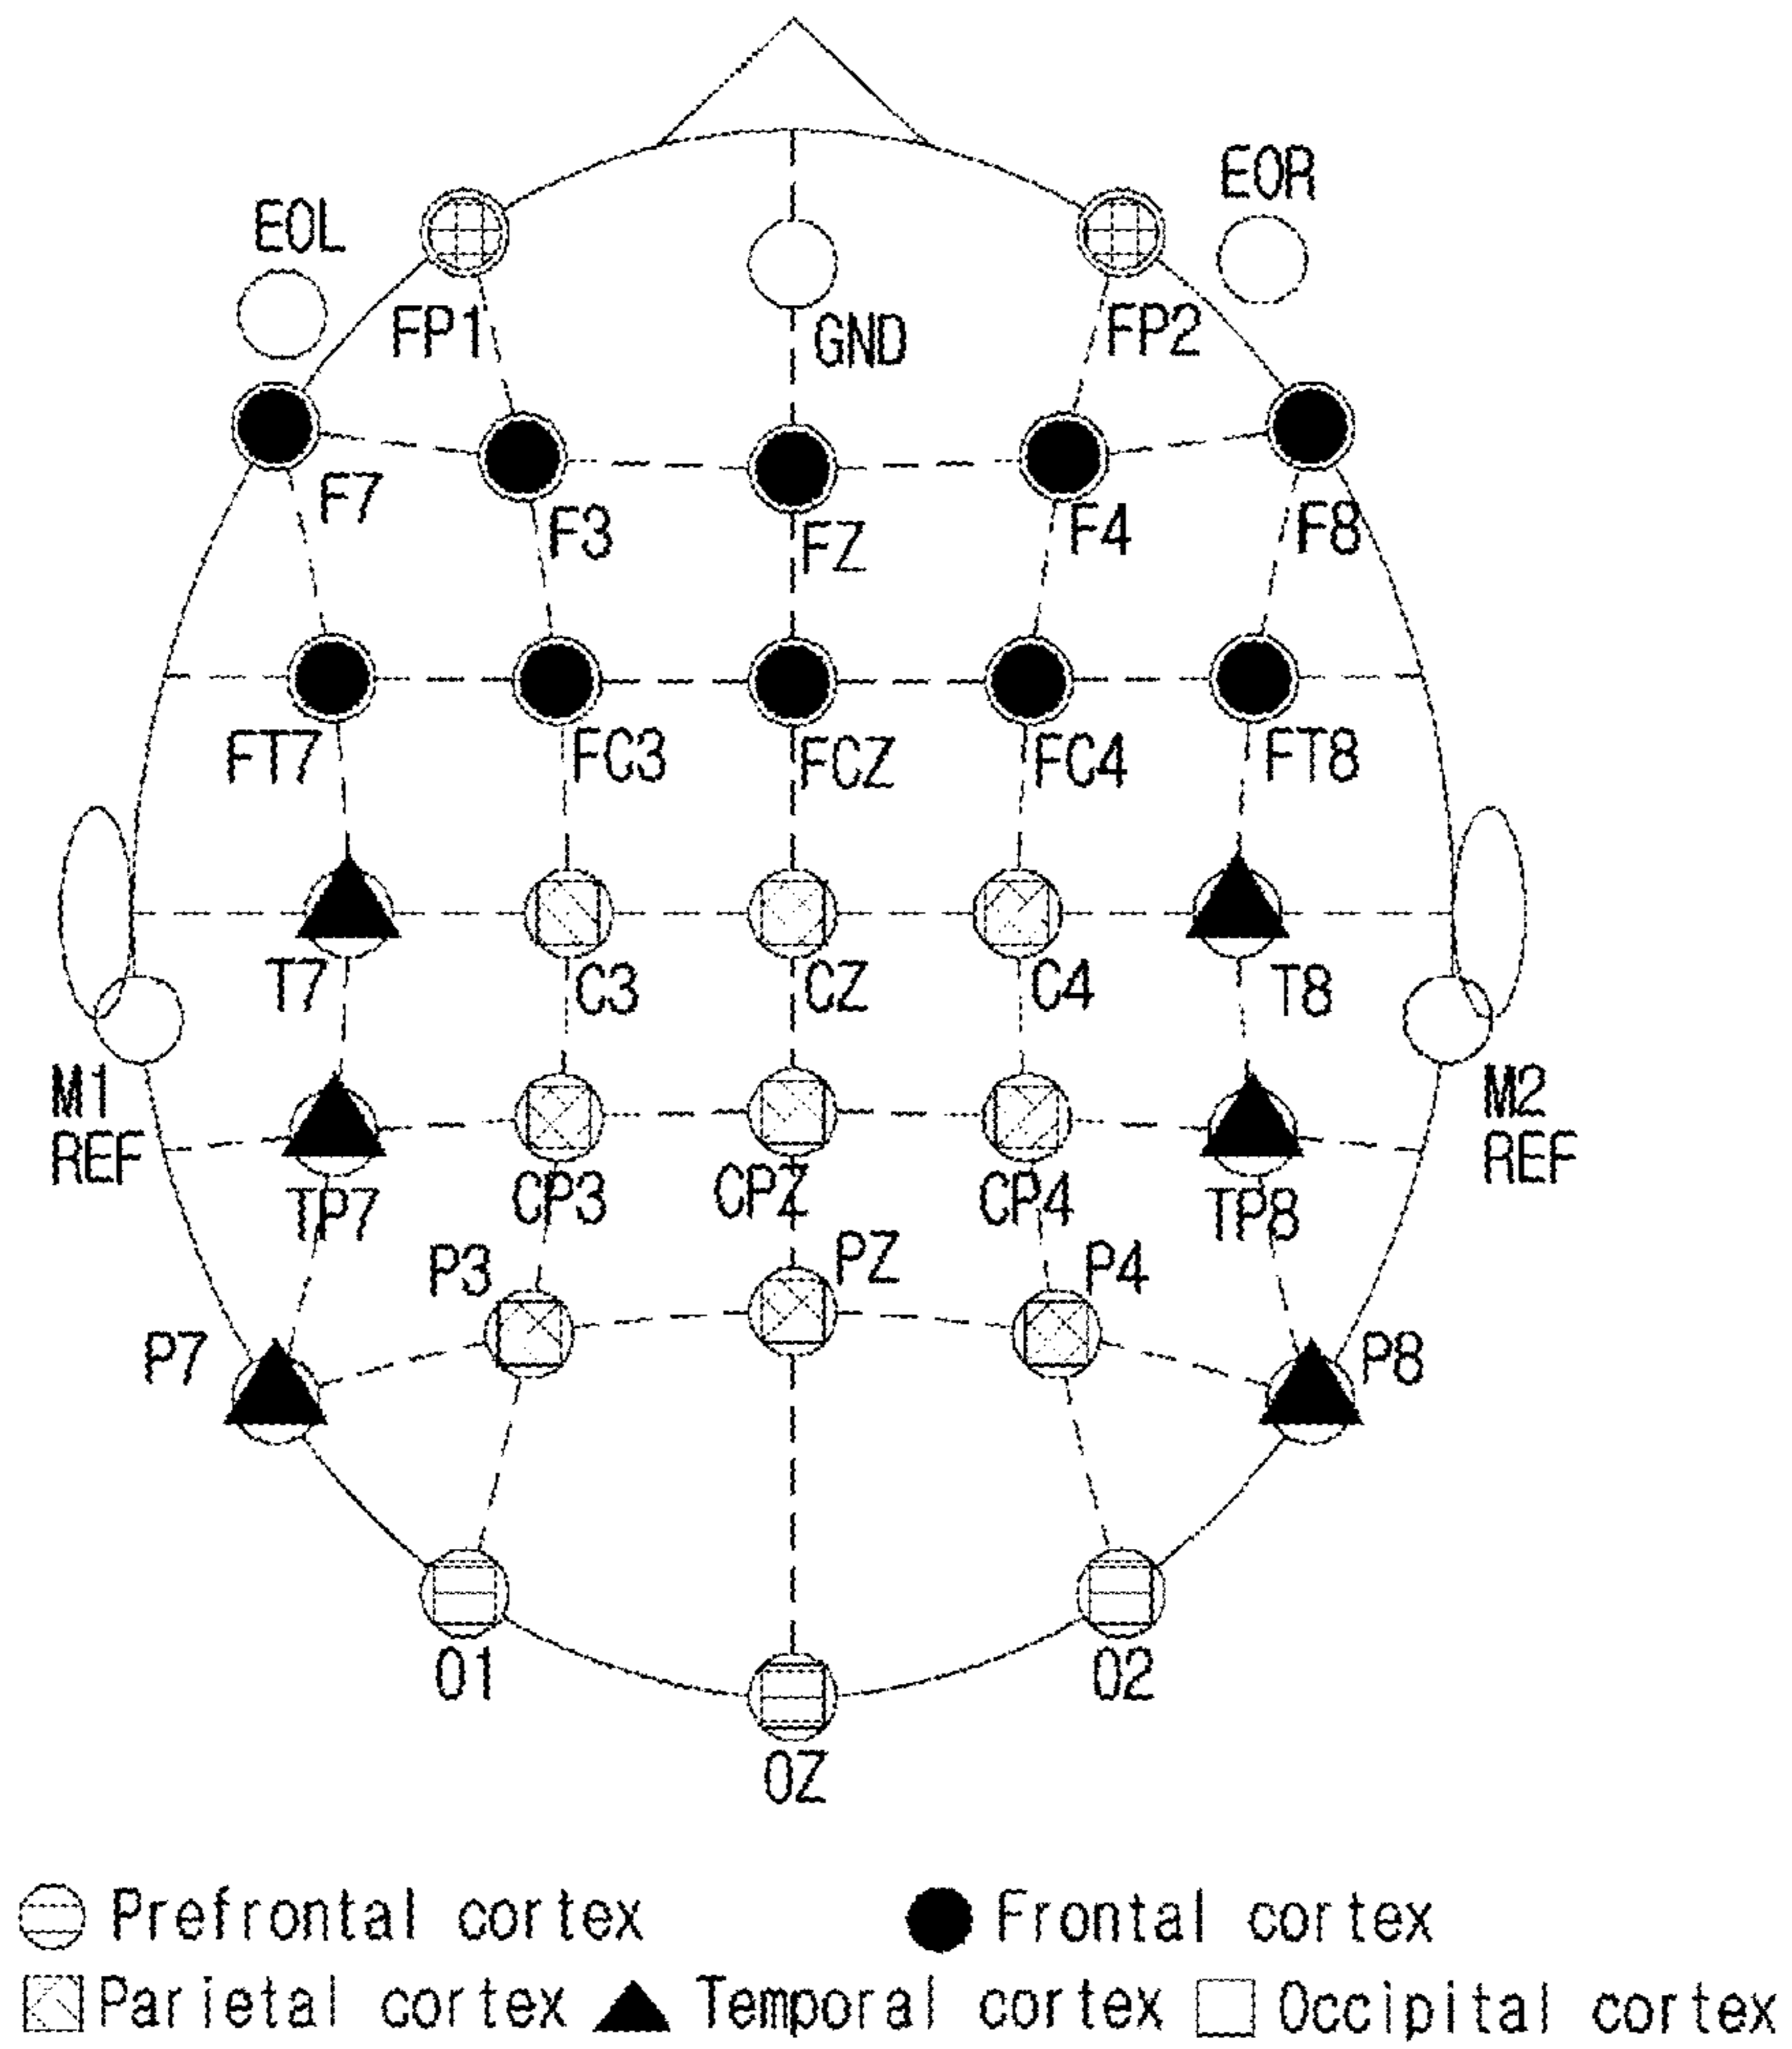 EOR
EOL
FP1
GND
FP2
F7
F3
FZ
F4
F8
FT7
FC3
FCZ
FC4
FT8
T7
C3
CZ
C4
T8
M1
REF
M2
REF
TP7
CP3
CPZ
CP4
TP8
P3
PZ
P4
P7
P8
O1
O2
OZ
Prefrontal cortex
Frontal cortex
Parietal cortex
Temporal cortex
Occipital cortex